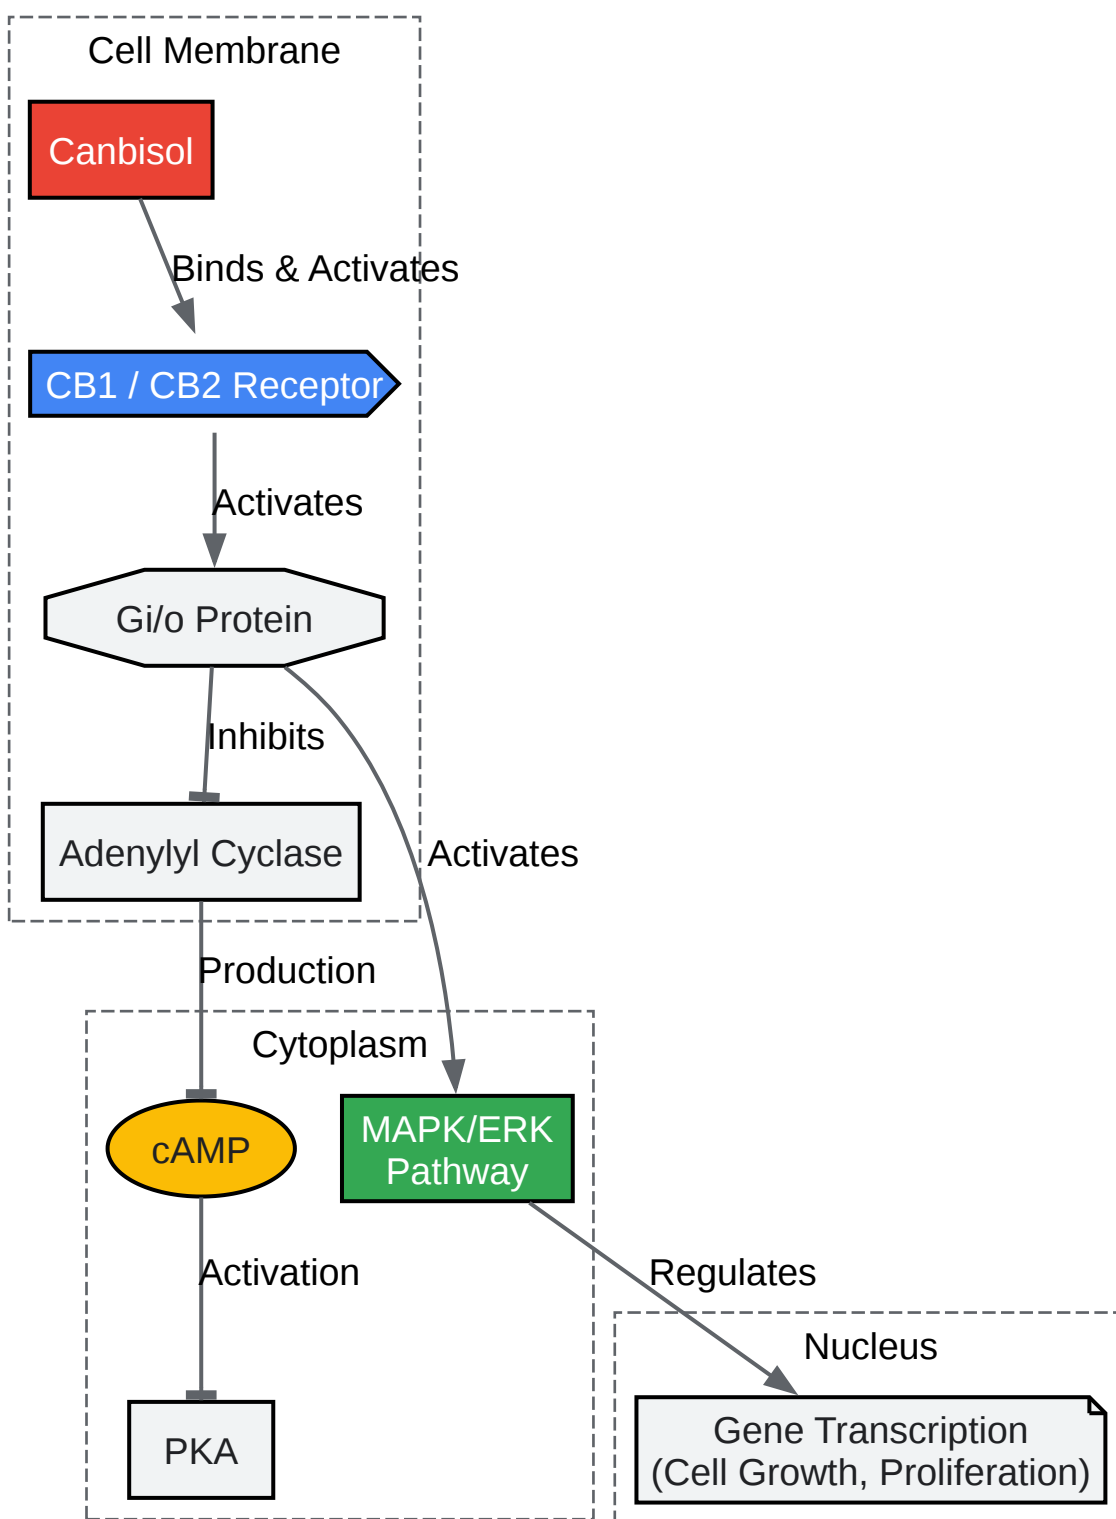 Cell Membrane
Canbisol
Binds & Activates
CB1 / CB2 Receptor
Activates
Gi/o Protein
Inhibits
Adenylyl Cyclase
Activates
Production
Cytoplasm
cAMP
MAPK/ERK
Pathway
Activation
Regulates
Nucleus
PKA
Gene Transcription
(Cell Growth, Proliferation)